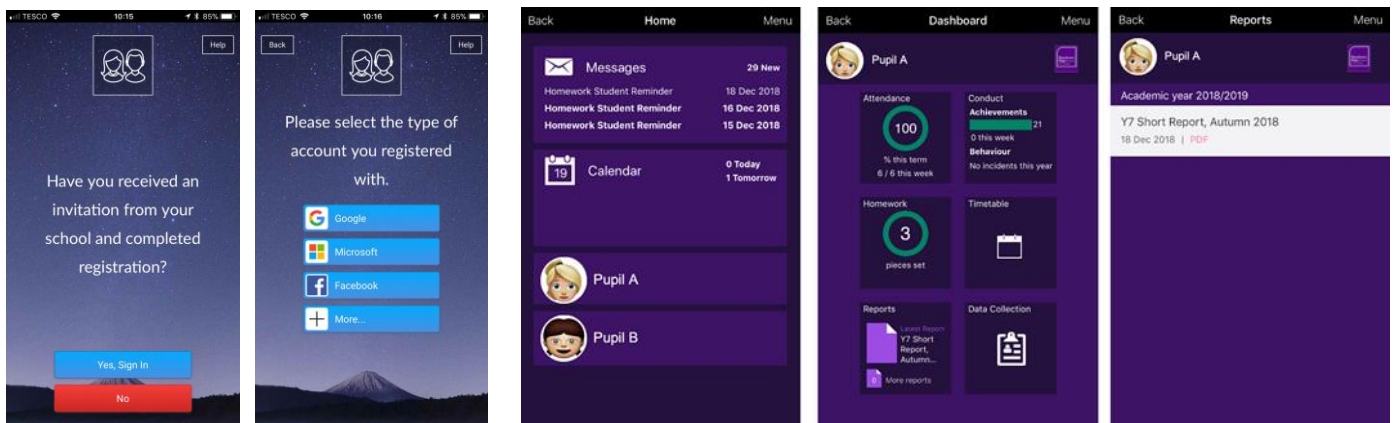 TESCO 10:15 85%
Help
Have you received an
invitation from your
school and completed
registration?
Yes, Sign In
No
TESCO 10:16 85%
Back Help
Please select the type of
account you registered
with.
Google
Microsoft
Facebook
More...
Back Home Menu
Messages 29 New
Homework Student Reminder 18 Dec 2018
Homework Student Reminder 16 Dec 2018
Homework Student Reminder 15 Dec 2018
19 Calendar 0 Today
1 Tomorrow
Pupil A
Pupil B
Back Dashboard Menu
Pupil A
Attendance
100
% this term
6 / 6 this week
Conduct
Achievements
21
0 this week
Behaviour
No incidents this year
Homework
3
pieces set
Timetable
Reports
Latest Report
Y7 Short
Report,
Autumn...
0 More reports
Data Collection
Back Reports Menu
Pupil A
Academic year 2018/2019
Y7 Short Report, Autumn 2018
18 Dec 2018 | PDF